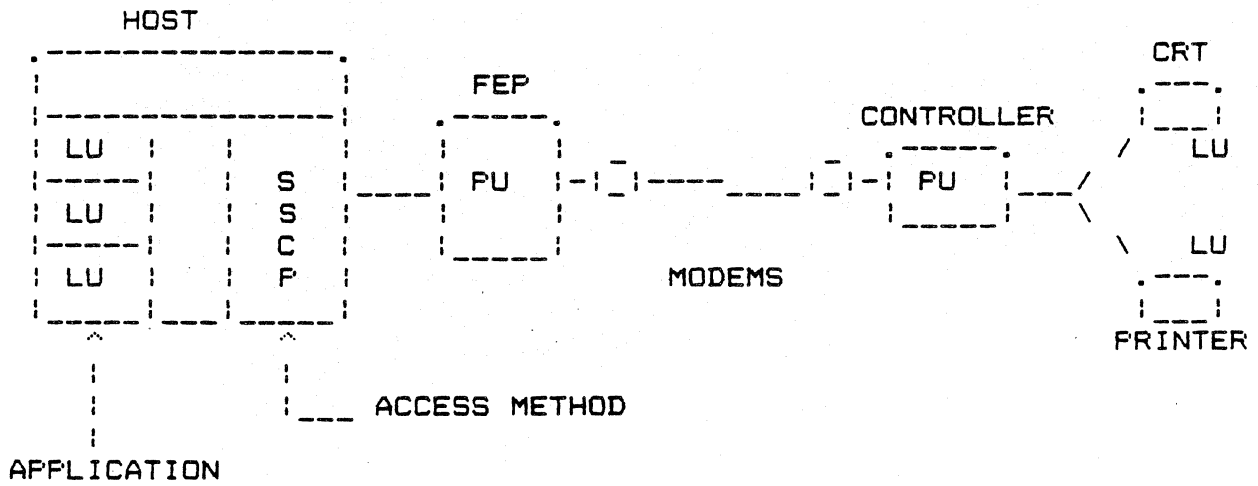 HOST
CRT
FEP
CONTROLLER
LU
LU
S
PU
PU
LU
S
C
LU
LU
P
MODEMS
PRINTER
ACCESS METHOD
APPLICATION